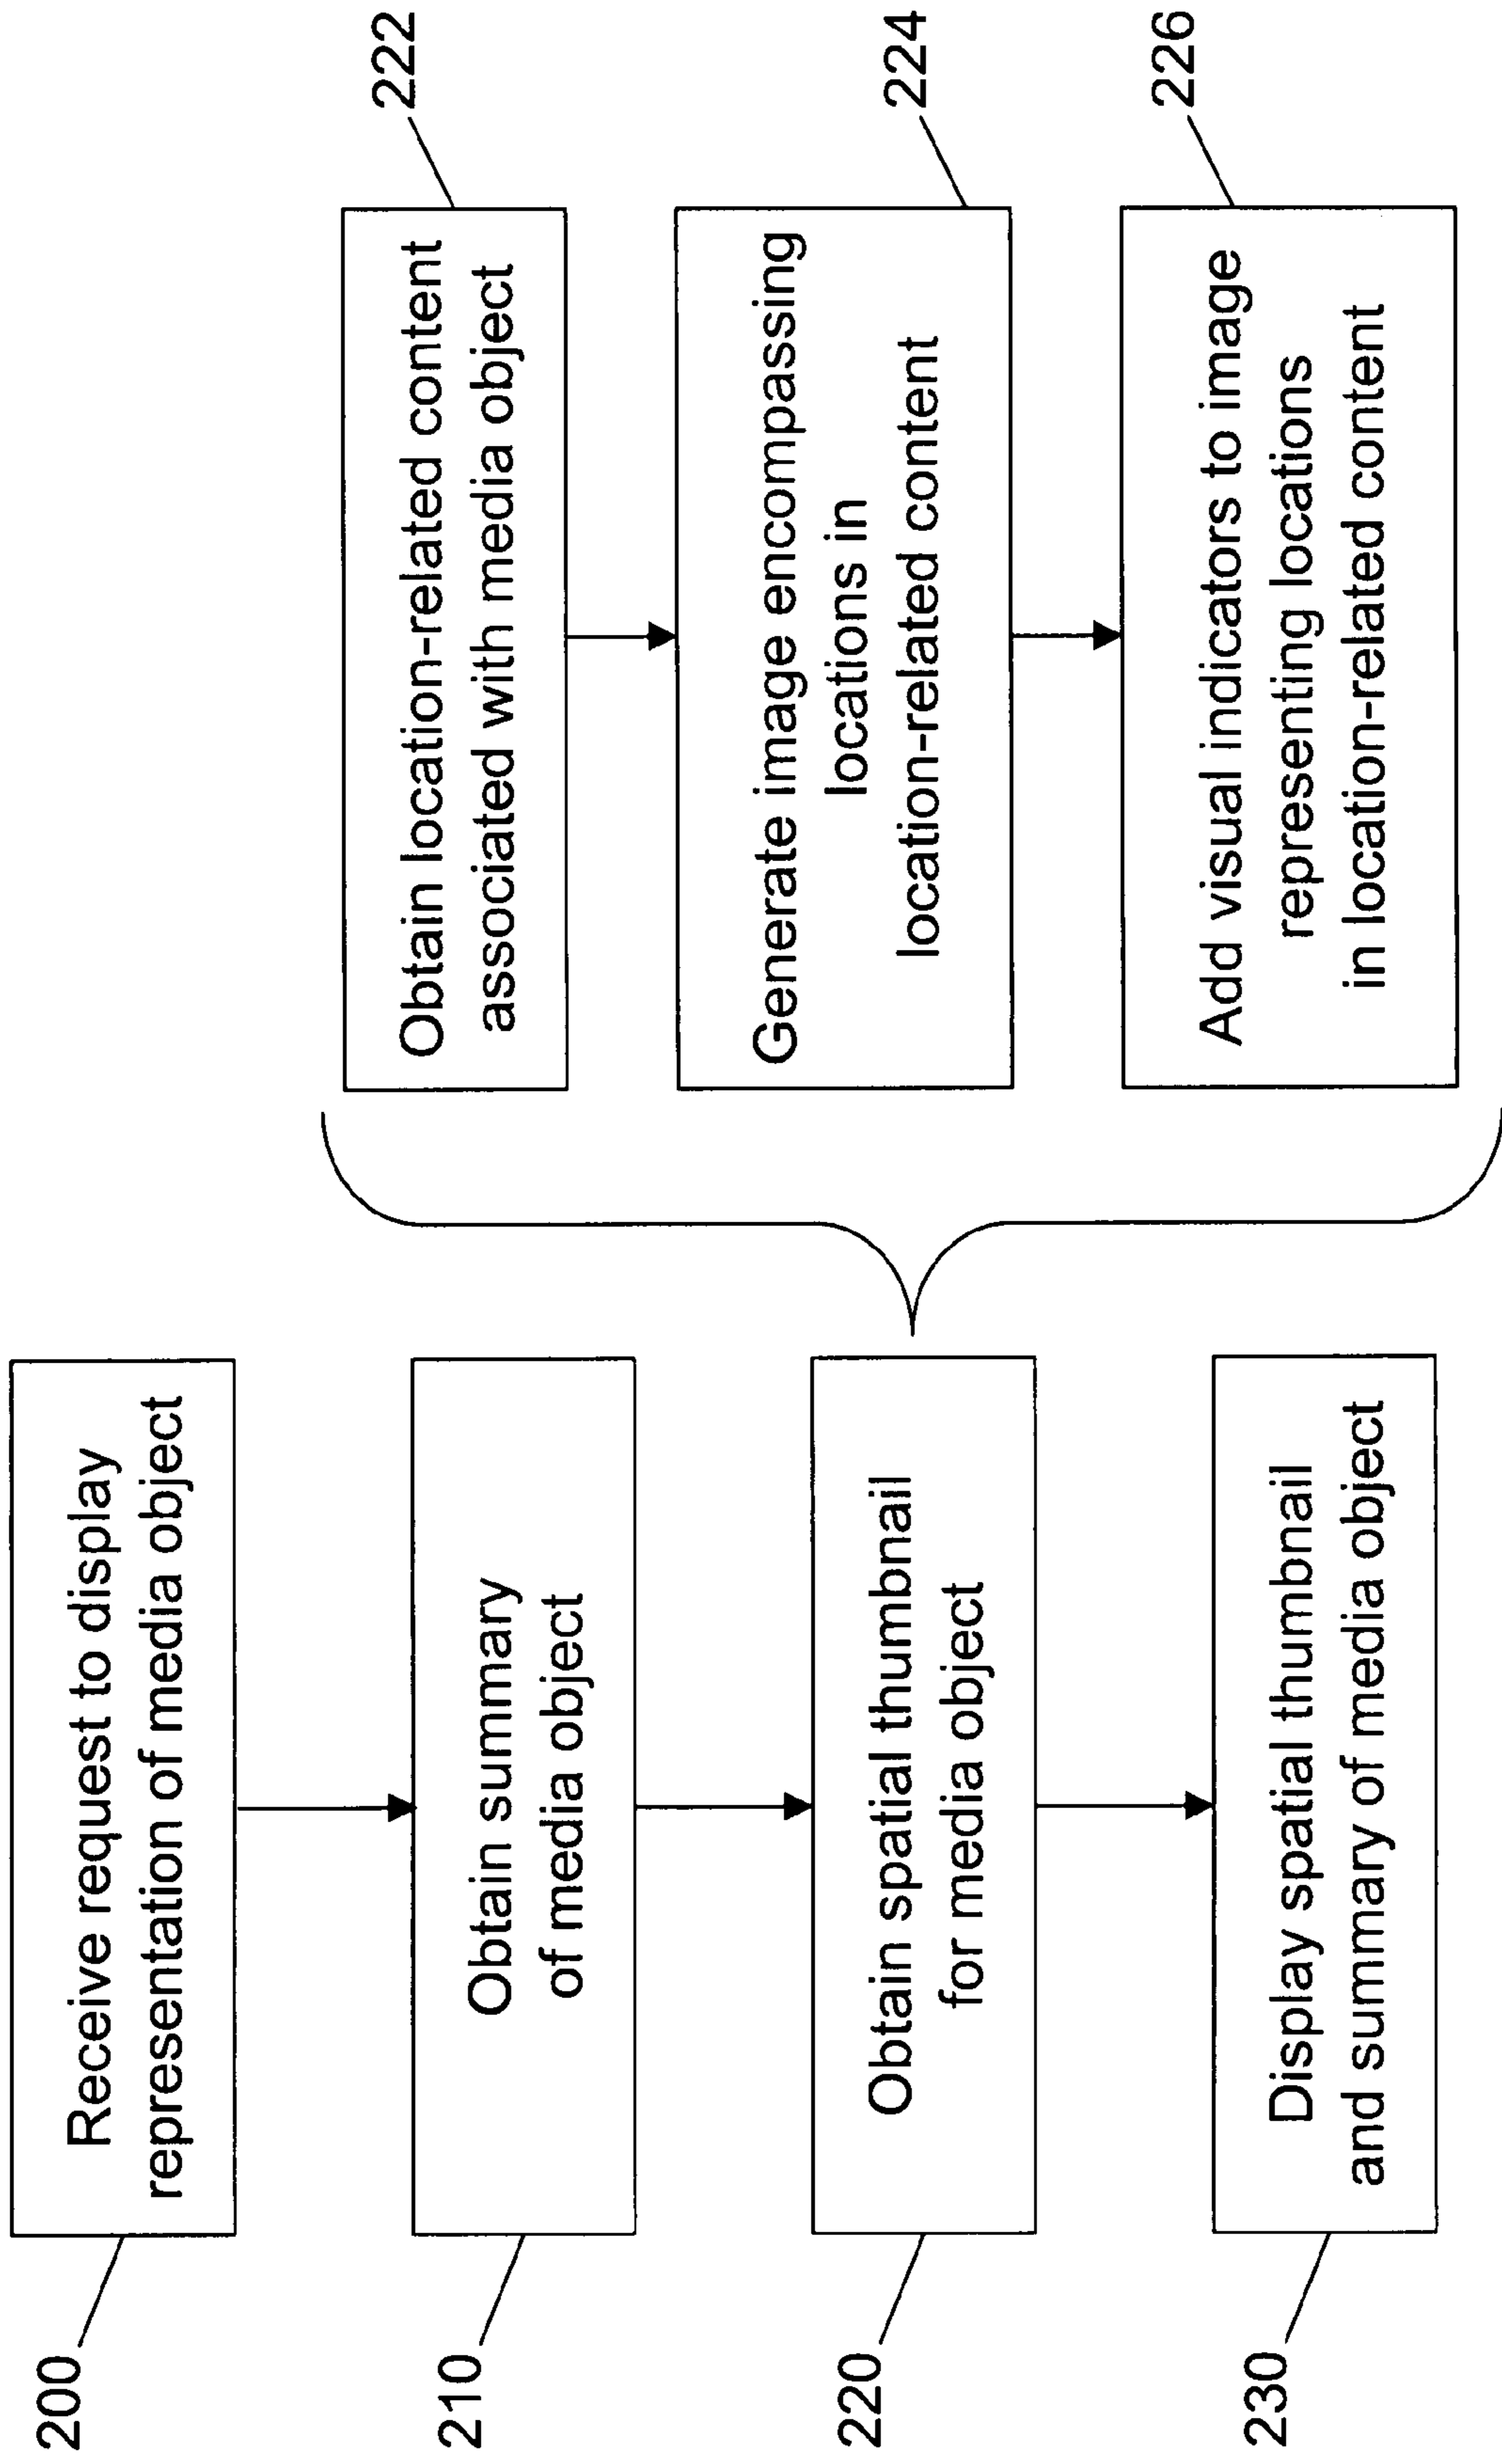 200
Receive request to display
representation of media object
210
Obtain summary
of media object
220
Obtain spatial thumbnail
for media object
230
Display spatial thumbnail
and summary of media object
Obtain location-related content
associated with media object
222
Generate image encompassing
locations in
location-related content
224
Add visual indicators to image
representing locations
in location-related content
226